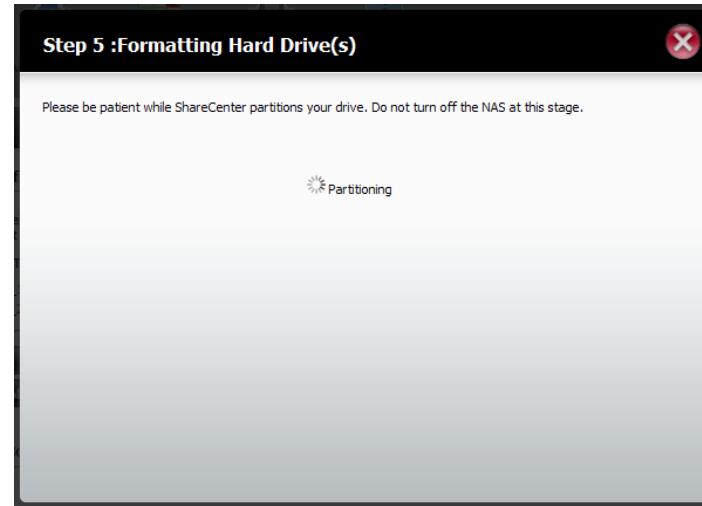 Step 5 :Formatting Hard Drive(s)
Please be patient while ShareCenter partitions your drive. Do not turn off the NAS at this stage.
Partitioning